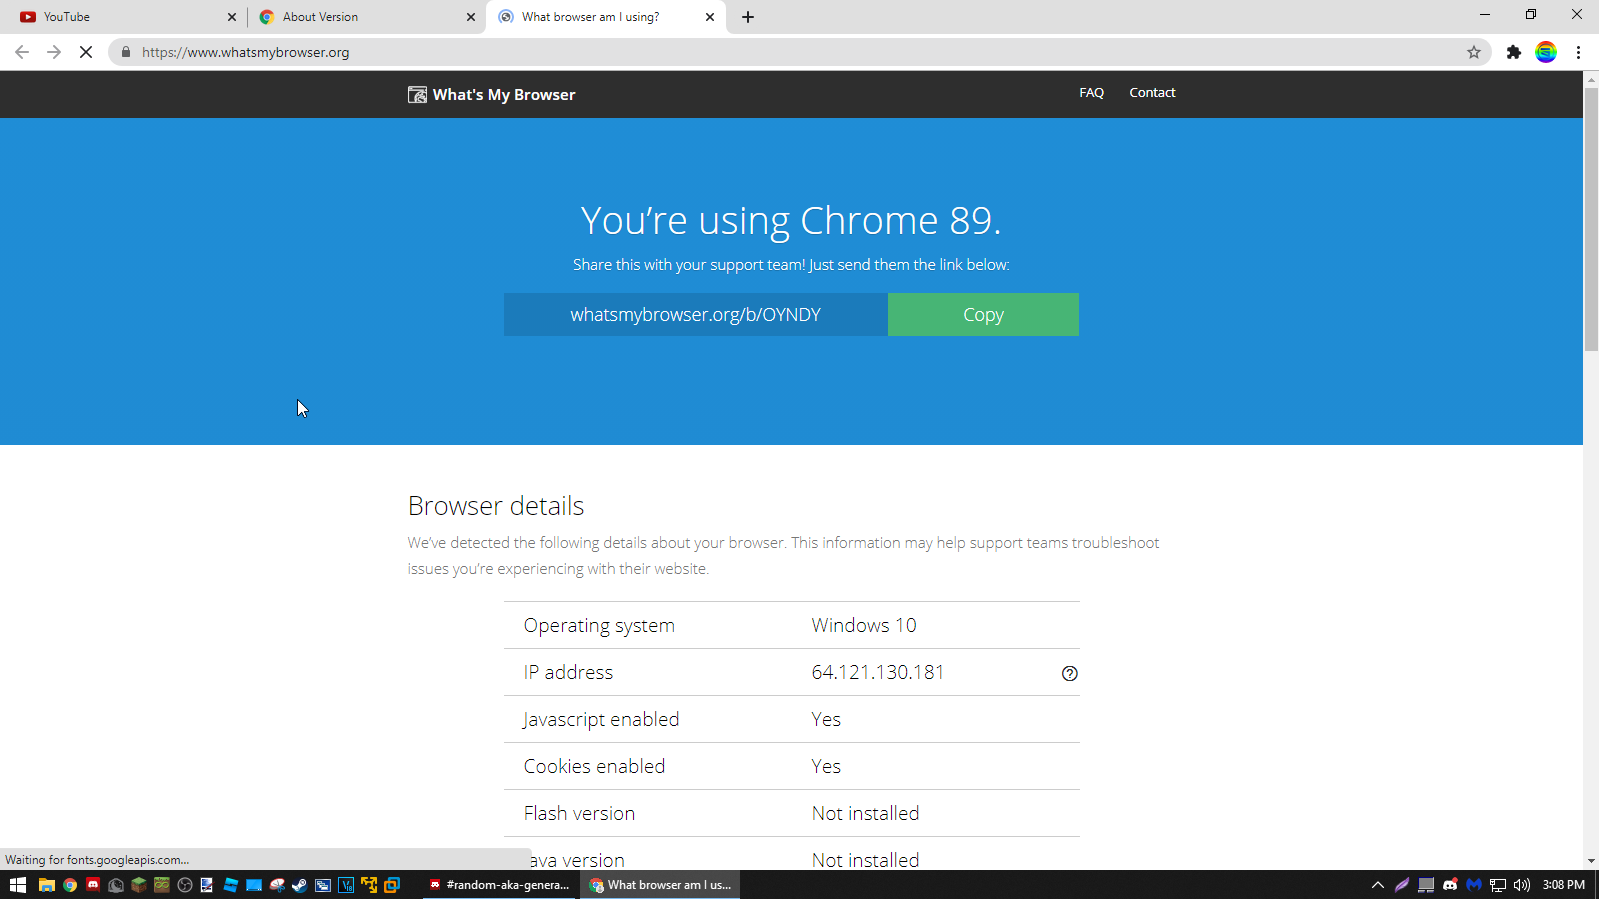 YouTube
About Version
What browser am I using?
https://www.whatsmybrowser.org
What's My Browser
FAQ
Contact
You’re using Chrome 89.
Share this with your support team! Just send them the link below:
whatsmybrowser.org/b/OYNDY
Copy
Browser details
We’ve detected the following details about your browser. This information may help support teams troubleshoot
issues you’re experiencing with their website.
Operating system Windows 10
IP address 64.121.130.181
Javascript enabled Yes
Cookies enabled Yes
Flash version Not installed
ava version Not installed
Waiting for fonts.googleapis.com...
#random-aka-genera...
What browser am I us...
3:08 PM